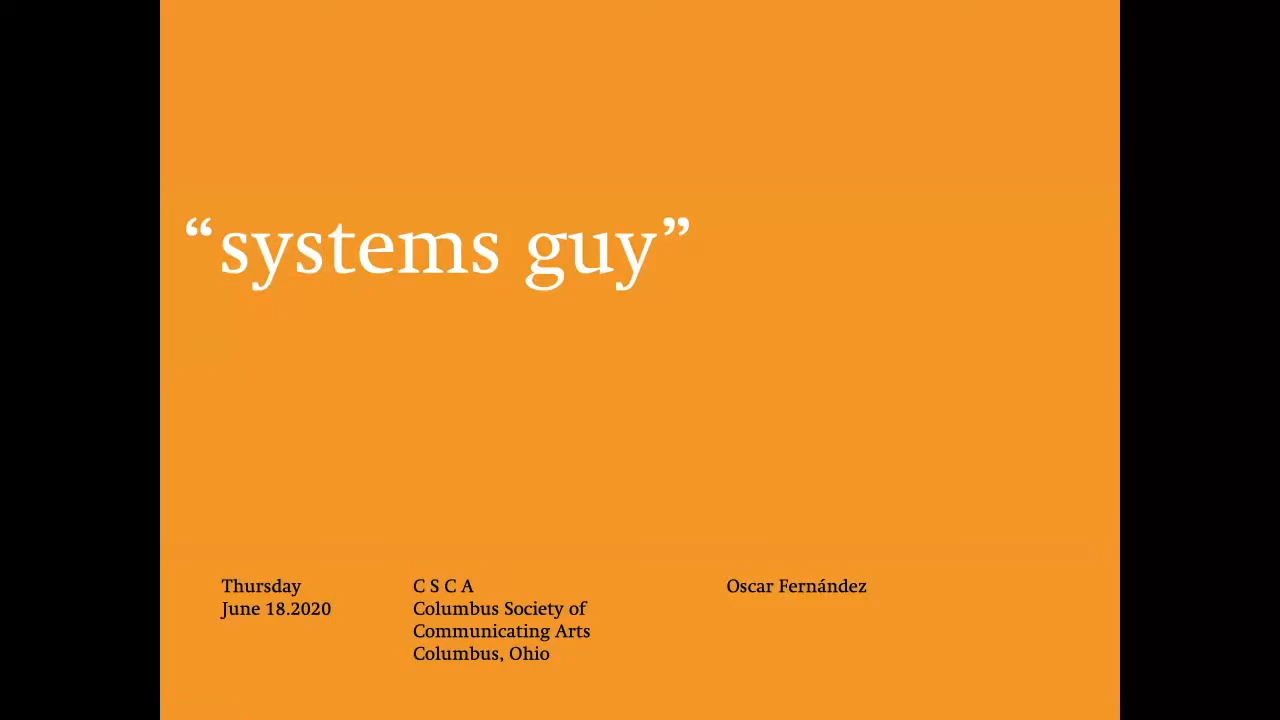 “systems guy”
Thursday
June 18.2020
C S C A
Columbus Society of
Communicating Arts
Columbus, Ohio
Oscar Fernández